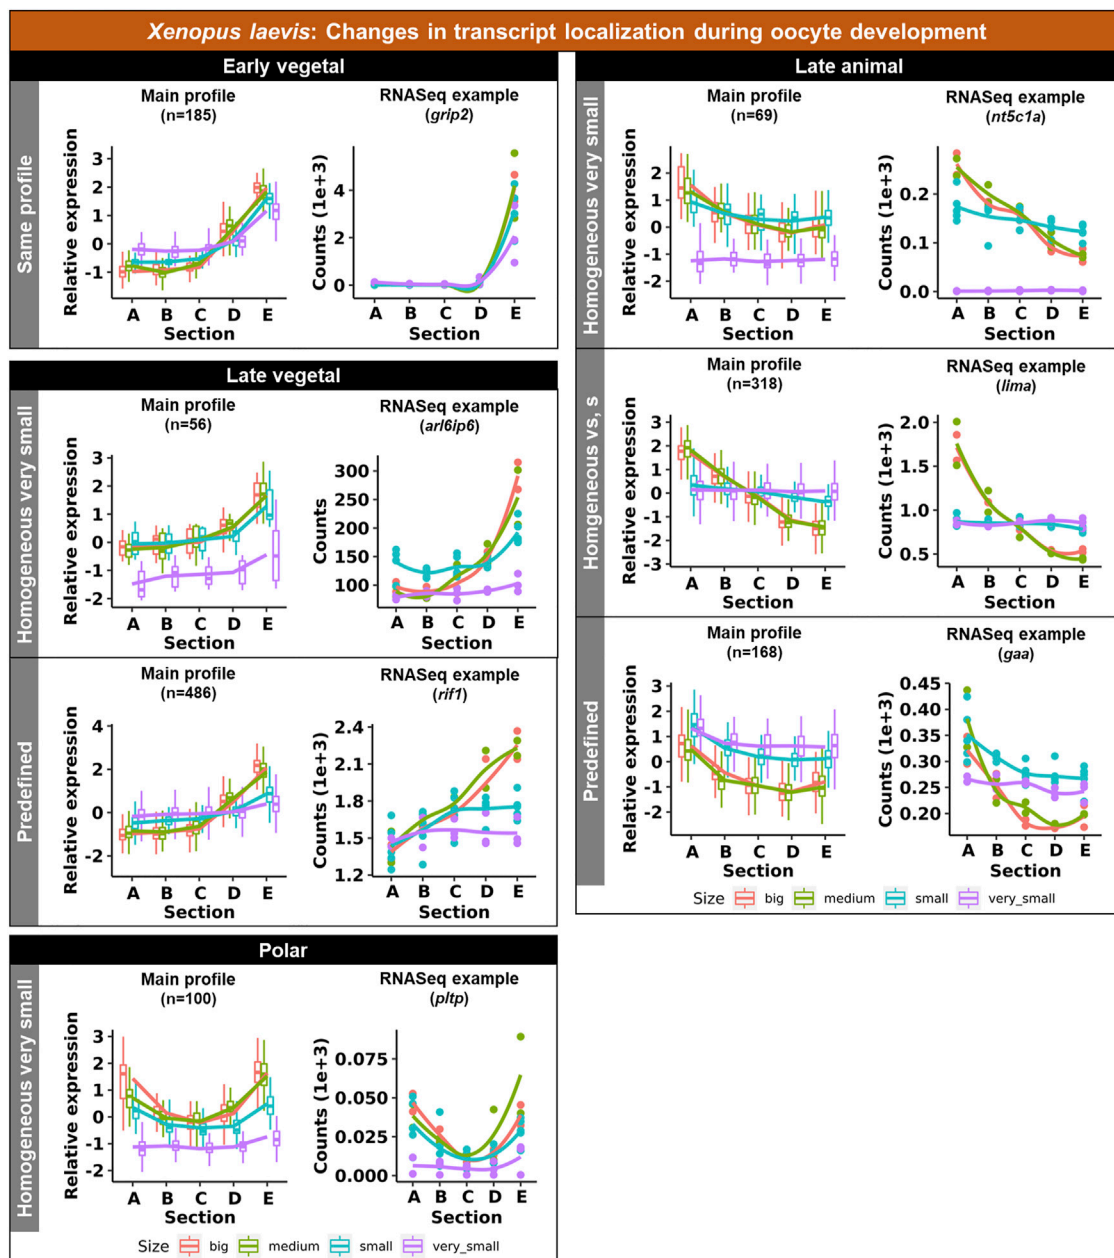 Xenopus laevis: Changes in transcript localization during oocyte development
Early vegetal
Same profile
Main profile
(n=185)
Relative expression
3
2
1
0
-1
A B C D E
Section
RNASeq example
(grip2)
Counts (1e+3)
4
2
0
A B C D E
Section
Late vegetal
Homogeneous very small
Main profile
(n=56)
Relative expression
3
2
1
0
-1
-2
A B C D E
Section
RNASeq example
(arl6ip6)
Counts
300
250
200
150
100
A B C D E
Section
Predefined
Main profile
(n=486)
Relative expression
4
2
0
-2
A B C D E
Section
RNASeq example
(rif1)
Counts (1e+3)
2.4
2.1
1.8
1.5
1.2
A B C D E
Section
Polar
Homogeneous very small
Main profile
(n=100)
Relative expression
3
2
1
0
-1
-2
A B C D E
Section
RNASeq example
(pltp)
Counts (1e+3)
0.075
0.050
0.025
0.000
A B C D E
Section
Size big medium small very_small
Late animal
Homogeneous very small
Main profile
(n=69)
Relative expression
3
2
1
0
-1
-2
A B C D E
Section
RNASeq example
(nt5c1a)
Counts (1e+3)
0.2
0.1
0.0
A B C D E
Section
Homogeneous vs, s
Main profile
(n=318)
Relative expression
3
2
1
0
-1
-2
-3
A B C D E
Section
RNASeq example
(lima)
Counts (1e+3)
2.0
1.5
1.0
0.5
A B C D E
Section
Predefined
Main profile
(n=168)
Relative expression
3
2
1
0
-1
-2
A B C D E
Section
RNASeq example
(gaa)
Counts (1e+3)
0.45
0.40
0.35
0.30
0.25
0.20
A B C D E
Section
Size big medium small very_small